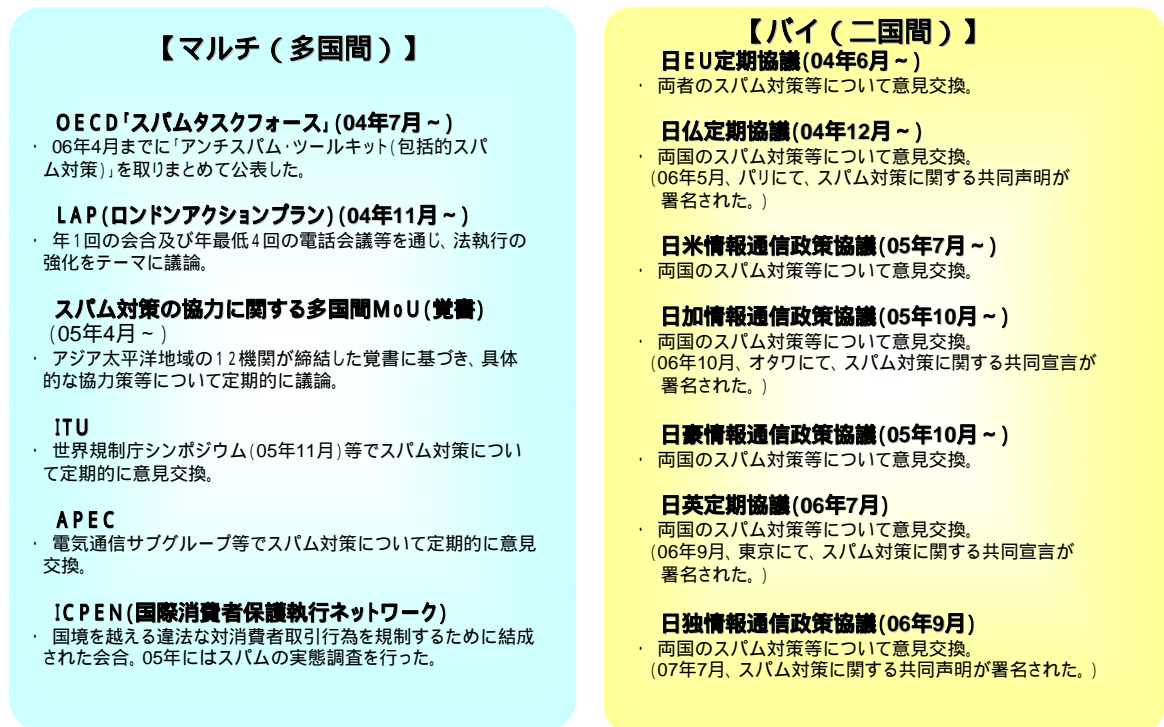 【マルチ(多国間)】
OECD「スパムタスクフォース」(04年7月~)
・ 06年4月までに「アンチスパム・ツールキット(包括的スパ
ム対策)」を取りまとめて公表した。
LAP(ロンドンアクションプラン)(04年11月~)
・ 年1回の会合及び年最低4回の電話会議等を通じ、法執行の
強化をテーマに議論。
スパム対策の協力に関する多国間MoU(覚書)
(05年4月~)
・ アジア太平洋地域の12機関が締結した覚書に基づき、具体
的な協力策等について定期的に議論。
ITU
・ 世界規制庁シンポジウム(05年11月)等でスパム対策につい
て定期的に意見交換。
APEC
・ 電気通信サブグループ等でスパム対策について定期的に意見
交換。
ICPEN(国際消費者保護執行ネットワーク)
・ 国境を越える違法な対消費者取引行為を規制するために結成
された会合。05年にはスパムの実態調査を行った。
【バイ(二国間)】
日EU定期協議(04年6月~)
・ 両者のスパム対策等について意見交換。
日仏定期協議(04年12月~)
・ 両国のスパム対策等について意見交換。
(06年5月、パリにて、スパム対策に関する共同声明が
署名された。)
日米情報通信政策協議(05年7月~)
・ 両国のスパム対策等について意見交換。
日加情報通信政策協議(05年10月~)
・ 両国のスパム対策等について意見交換。
(06年10月、オタワにて、スパム対策に関する共同宣言が
署名された。)
日豪情報通信政策協議(05年10月~)
・ 両国のスパム対策等について意見交換。
日英定期協議(06年7月)
・ 両国のスパム対策等について意見交換。
(06年9月、東京にて、スパム対策に関する共同宣言が
署名された。)
日独情報通信政策協議(06年9月)
・ 両国のスパム対策等について意見交換。
(07年7月、スパム対策に関する共同声明が署名された。)